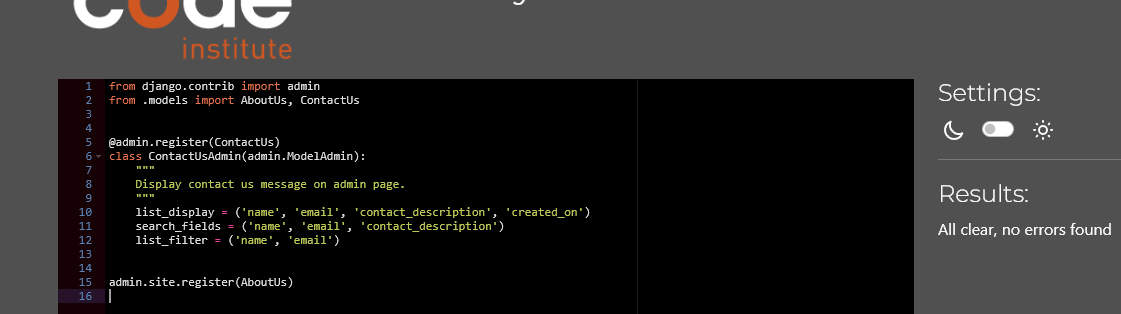 code
institute
1 from django.contrib import admin
2 from .models import AboutUs, ContactUs
3
4
5 @admin.register(ContactUs)
6 class ContactUsAdmin(admin.ModelAdmin):
7     """
8     Display contact us message on admin page.
9     """
10     list_display = ('name', 'email', 'contact_description', 'created_on')
11     search_fields = ('name', 'email', 'contact_description')
12     list_filter = ('name', 'email')
13
14
15 admin.site.register(AboutUs)
16
Settings:
Results:
All clear, no errors found